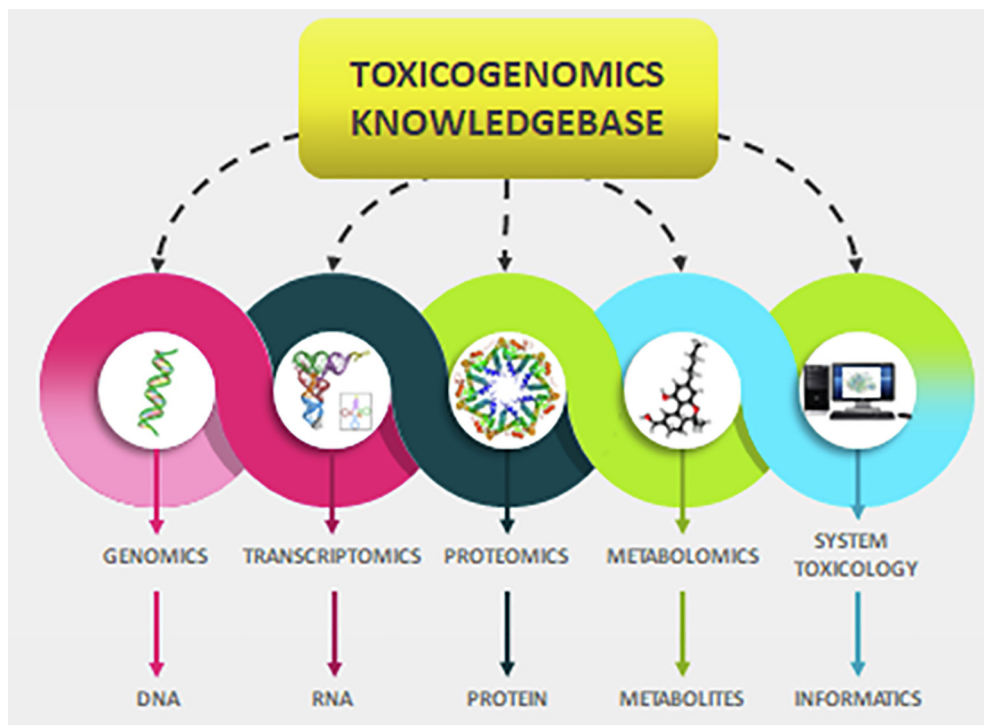 TOXICOGENOMICS
KNOWLEDGEBASE
GENOMICS
TRANSCRIPTOMICS
PROTEOMICS
METABOLOMICS
SYSTEM
TOXICOLOGY
DNA
RNA
PROTEIN
METABOLITES
INFORMATICS